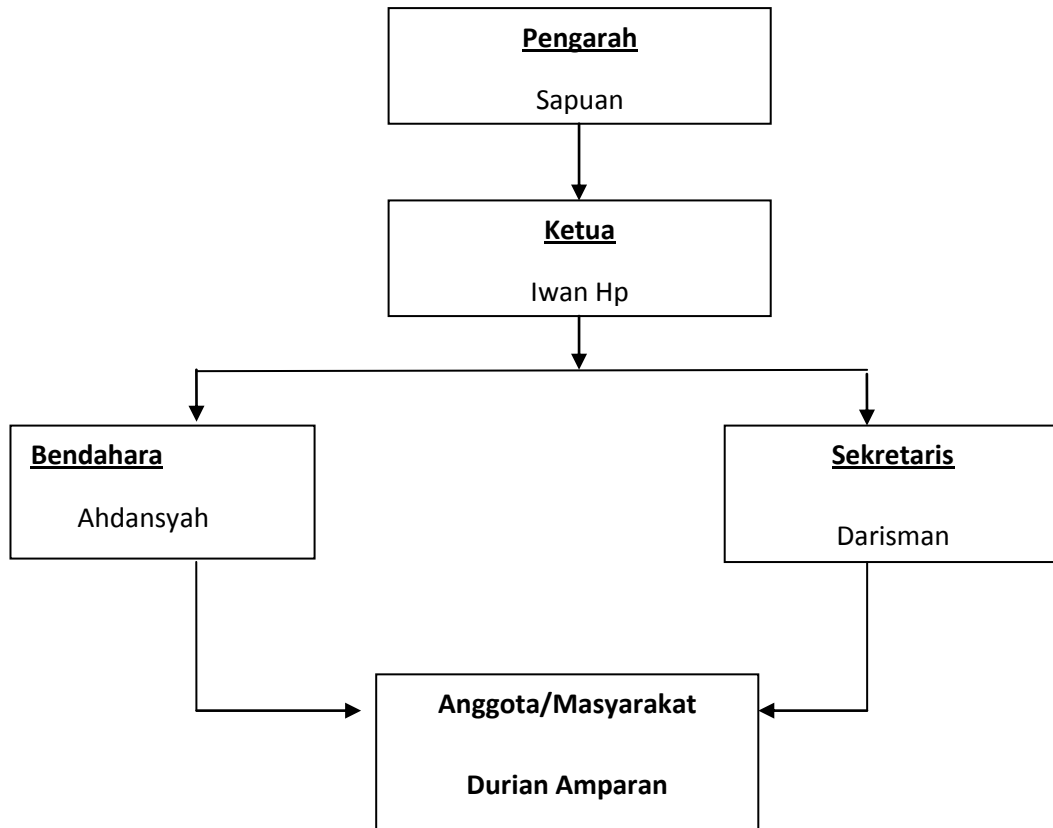 Pengarah
Sapuan
Ketua
Iwan Hp
Bendahara
Ahdansyah
Sekretaris
Darisman
Anggota/Masyarakat
Durian Amparan